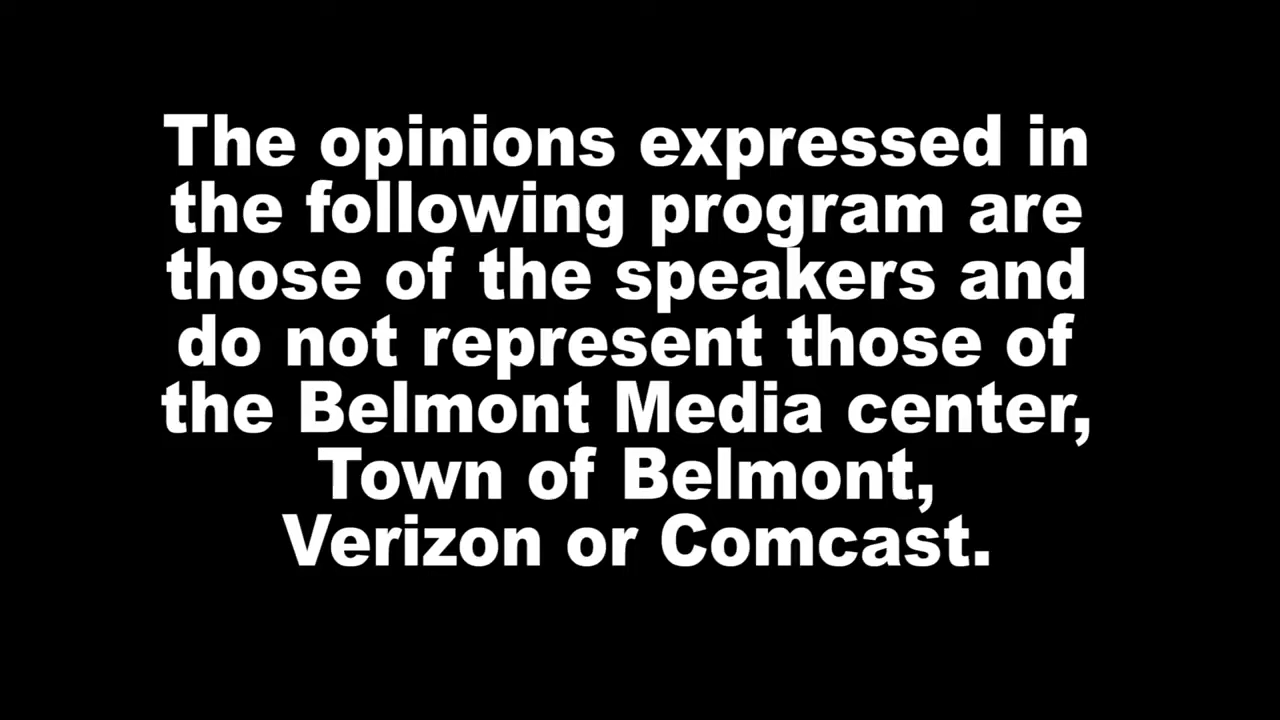 The opinions expressed in
the following program are
those of the speakers and
do not represent those of
the Belmont Media center,
Town of Belmont,
Verizon or Comcast.